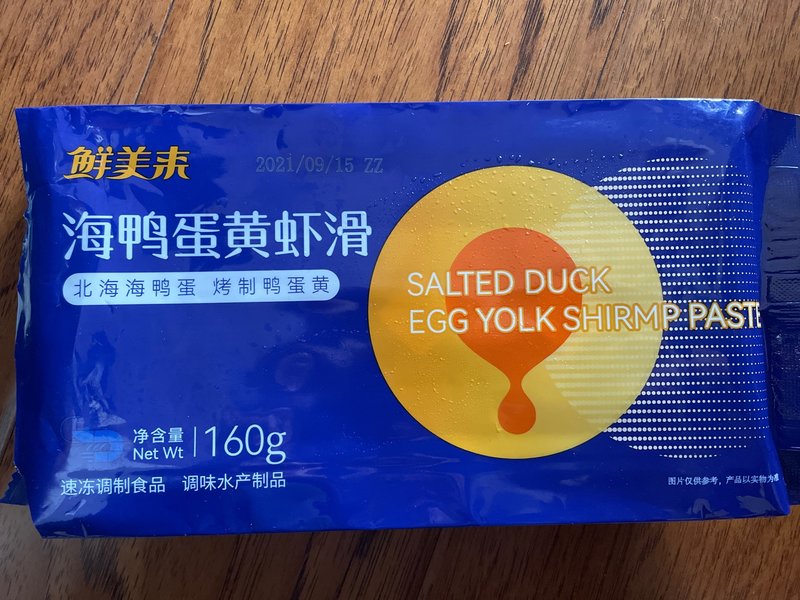 鲜美来
2021/09/15 ZZ
海鸭蛋黄虾滑
北海海鸭蛋 烤制鸭蛋黄
SALTED DUCK
EGG YOLK SHIRMP PASTE
净含量
Net Wt
160g
速冻调制食品 调味水产制品
图片仅供参考，产品以实物为准